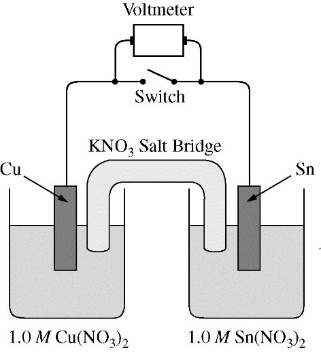 Voltmeter
Switch
KNO₃ Salt Bridge
Cu
Sn
1.0 M Cu(NO₃)₂
1.0 M Sn(NO₃)₂